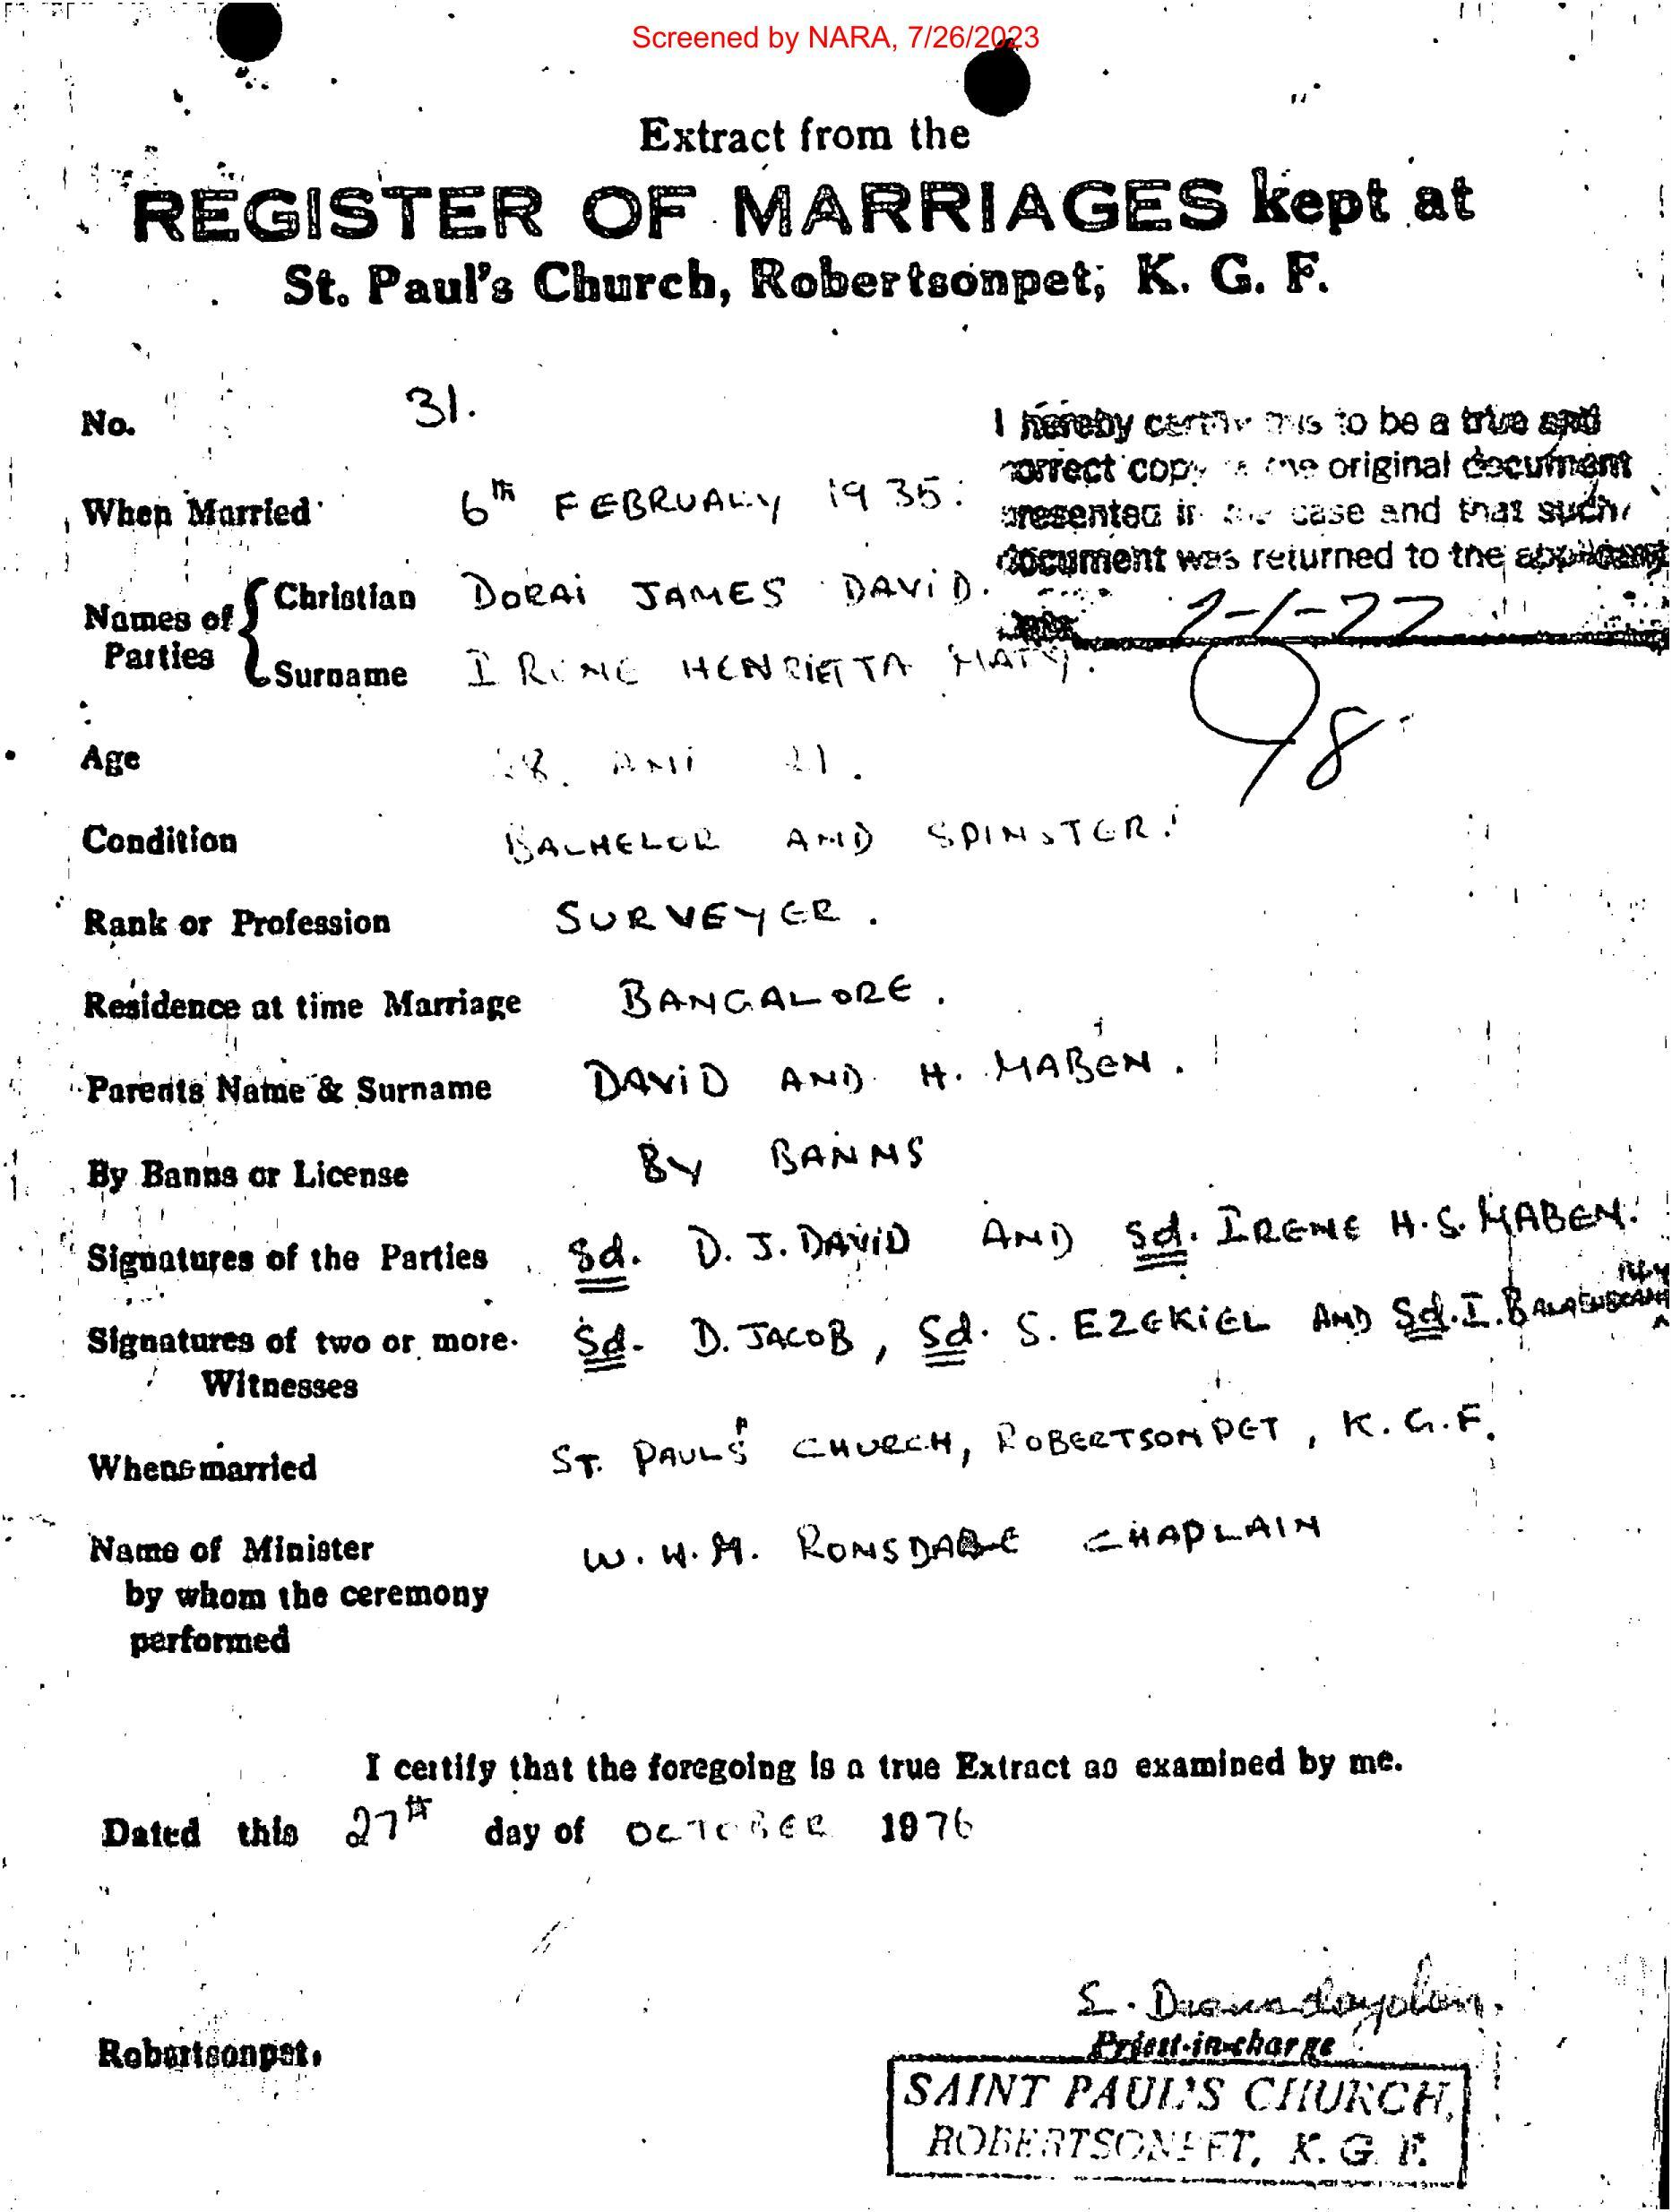 Screened by NARA, 7/26/2023
Extract from the
REGISTER OF MARRIAGES kept at
St. Paul's Church, Robertsonpet; K. G. F.
No. 31.
I hereby certify this to be a true and
correct copy of the original document
presented in the case and that such
document was returned to the applicant
When Married 6th FEBRUARY 1935.
Names of Parties
Christian DORAI JAMES DAVID.
Surname IRENE HENRIETTA MATY.
7-1-77
98
Age 28. AND 21.
Condition BACHELOR AND SPINSTER.
Rank or Profession SURVEYER.
Residence at time Marriage BANGALORE.
Parents Name & Surname DAVID AND H. MABEN.
By Banns or License BY BANNS
Signatures of the Parties Sd. D. J. DAVID AND Sd. IRENE H. S. MABEN.
Signatures of two or more Sd. D. JACOB, Sd. S. EZEKIEL AND Sd. I.
Witnesses
When married ST. PAULS' CHURCH, ROBERTSONPET, K. G. F.
Name of Minister W. H. M. CHAPLAIN
by whom the ceremony
performed
I certify that the foregoing is a true Extract as examined by me.
Dated this 27th day of OCTOBER 1976
S.
Priest-in-charge
Robertsonpet.
SAINT PAUL'S CHURCH,
ROBERTSONPET, K. G. F.